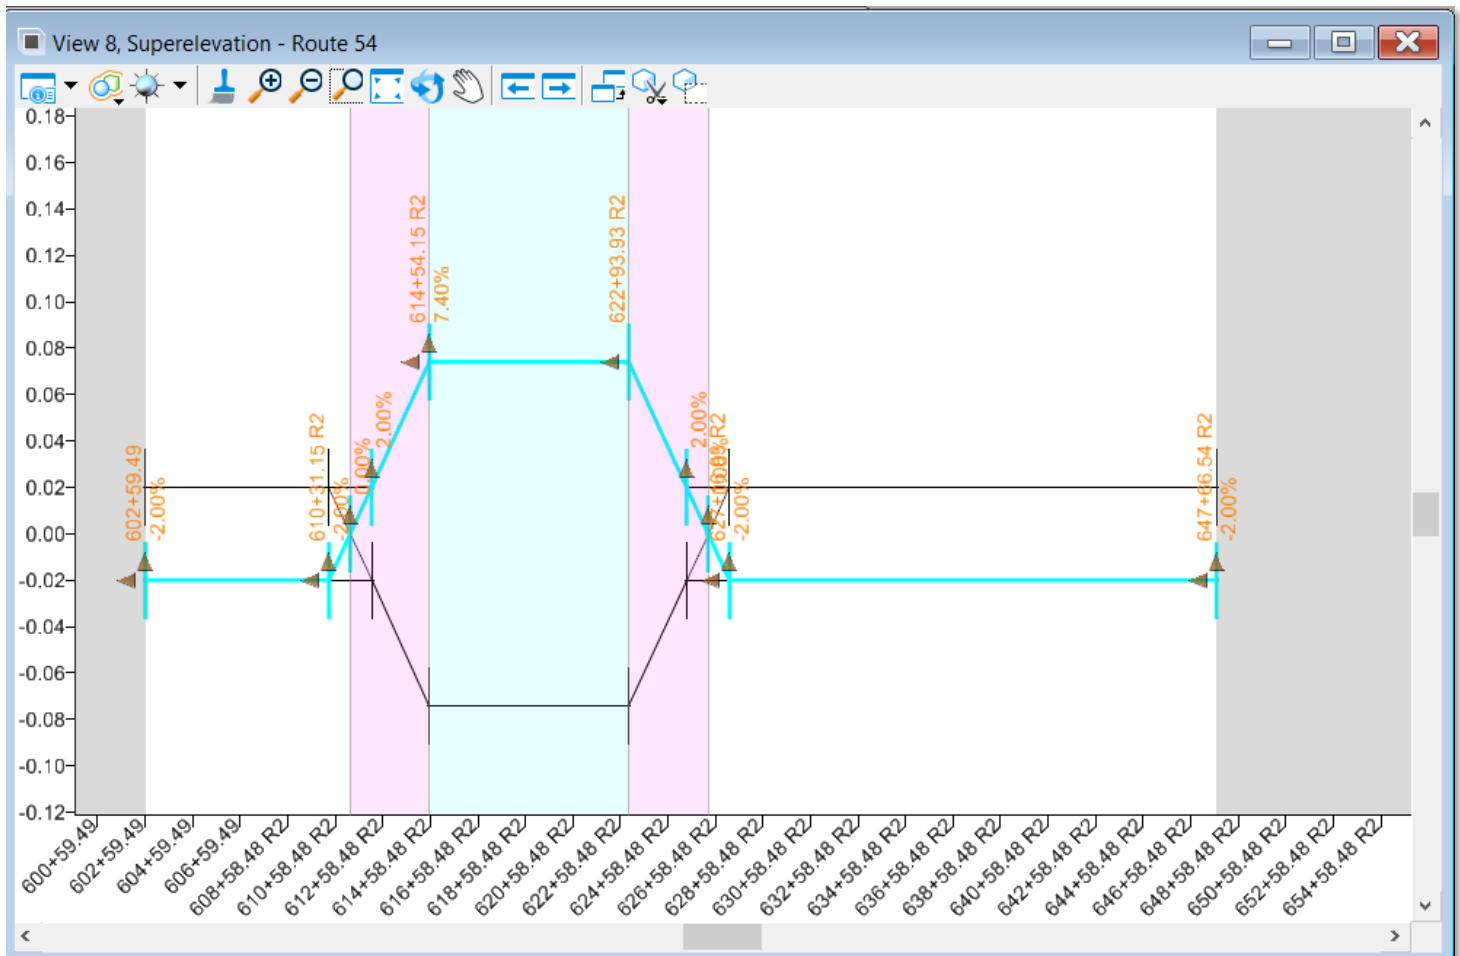 View 8, Superelevation - Route 54
0.18
0.16
0.14
0.12
0.10
0.08
0.06
0.04
0.02
0.00
-0.02
-0.04
-0.06
-0.08
-0.10
-0.12
602+59.49
-2.00%
610+31.15 R2
-2.00%
0.00%
2.00%
614+54.15 R2
7.40%
622+93.93 R2
2.00%
0.00%
-2.00%
647+66.54 R2
-2.00%
600+59.49
602+59.49
604+59.49
606+59.49
608+58.48 R2
610+58.48 R2
612+58.48 R2
614+58.48 R2
616+58.48 R2
618+58.48 R2
620+58.48 R2
622+58.48 R2
624+58.48 R2
626+58.48 R2
628+58.48 R2
630+58.48 R2
632+58.48 R2
634+58.48 R2
636+58.48 R2
638+58.48 R2
640+58.48 R2
642+58.48 R2
644+58.48 R2
646+58.48 R2
648+58.48 R2
650+58.48 R2
652+58.48 R2
654+58.48 R2